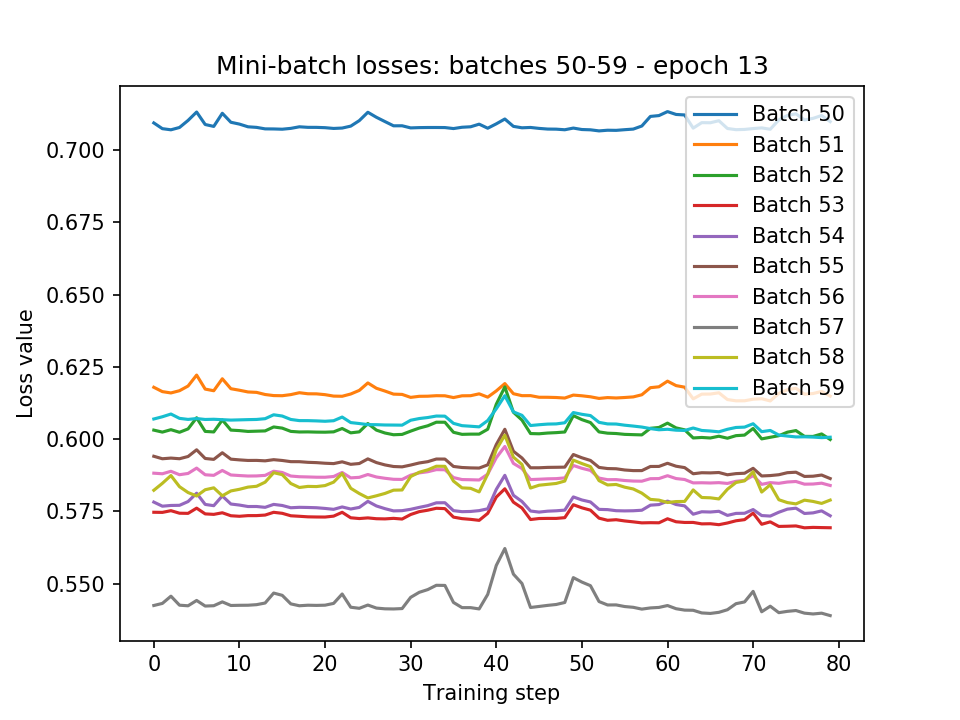 Mini-batch losses: batches 50-59 - epoch 13
Loss value
0.700
0.675
0.650
0.625
0.600
0.575
0.550
Batch 50
Batch 51
Batch 52
Batch 53
Batch 54
Batch 55
Batch 56
Batch 57
Batch 58
Batch 59
0 10 20 30 40 50 60 70 80
Training step